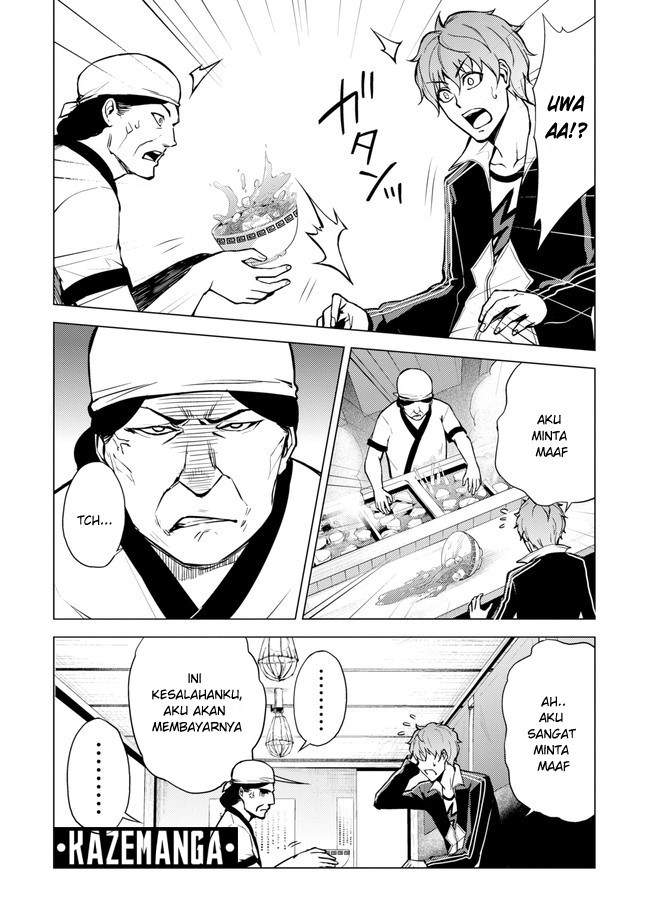 UWA
AA!?
ガタンッ
AKU
MINTA
MAAF
TCH...
AH..
AKU
SANGAT
MINTA
MAAF
INI
KESALAHANKU,
AKU AKAN
MEMBAYARNYA
......
......
•KAZEMANGA•